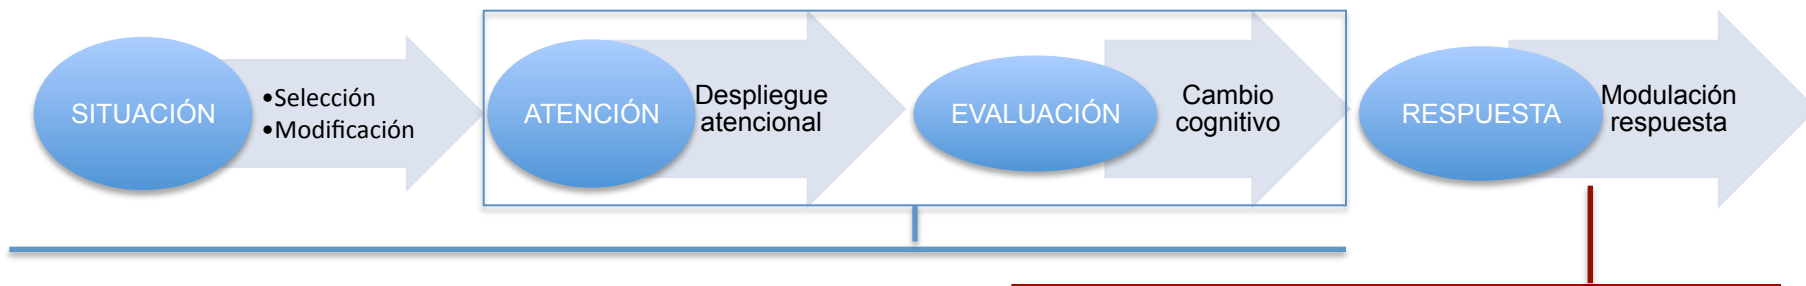 SITUACIÓN
•Selección
•Modificación
ATENCIÓN
Despliegue
atencional
EVALUACIÓN
Cambio
cognitivo
RESPUESTA
Modulación
respuesta